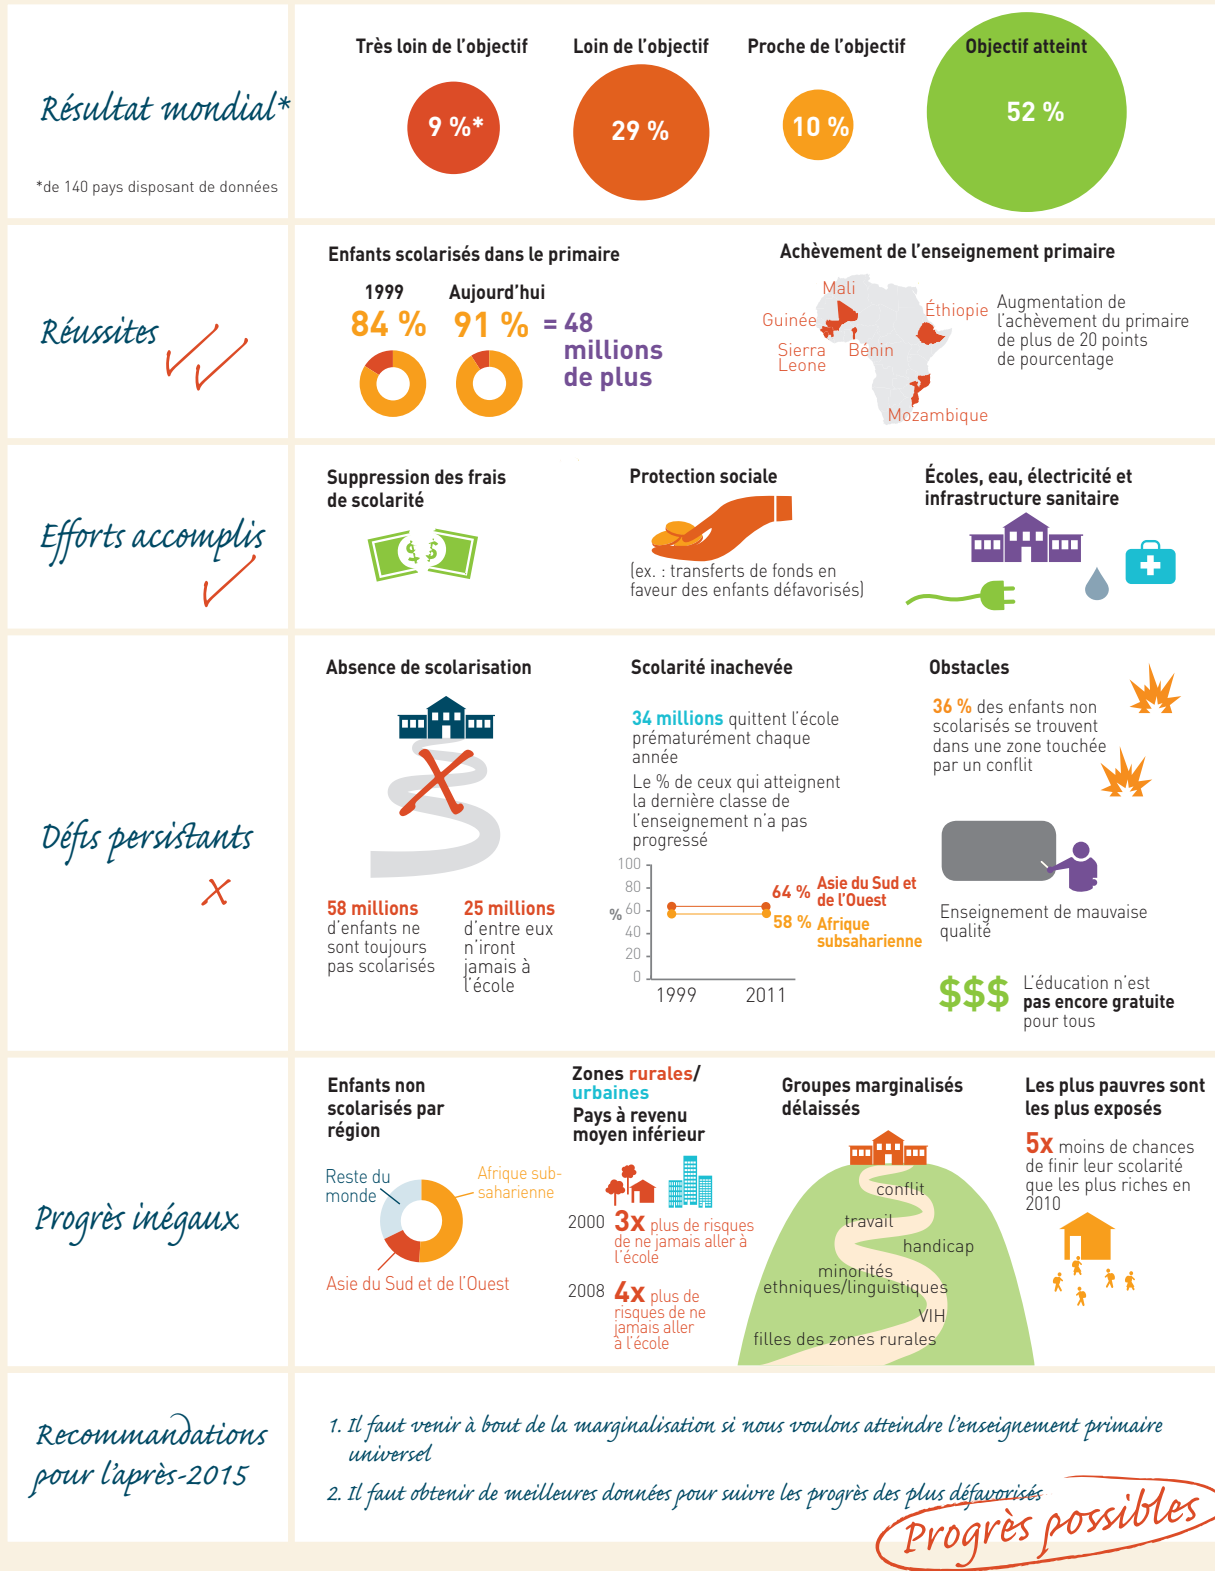 Résultat mondial*
*de 140 pays disposant de données
Très loin de l'objectif
9 %*
Loin de l'objectif
29 %
Proche de l'objectif
10 %
Objectif atteint
52 %
Réussites
Enfants scolarisés dans le primaire
1999
84 %
Aujourd'hui
91 %
= 48
millions
de plus
Achèvement de l'enseignement primaire
Mali
Guinée
Sierra
Leone
Bénin
Éthiopie
Mozambique
Augmentation de
l'achèvement du primaire
de plus de 20 points
de pourcentage
Efforts accomplis
Suppression des frais
de scolarité
$ $
Protection sociale
(ex. : transferts de fonds en
faveur des enfants défavorisés)
Écoles, eau, électricité et
infrastructure sanitaire
Défis persistants
Absence de scolarisation
58 millions
d'enfants ne
sont toujours
pas scolarisés
25 millions
d'entre eux
n'iront
jamais à
l'école
Scolarité inachevée
34 millions quittent l'école
prématurément chaque
année
Le % de ceux qui atteignent
la dernière classe de
l'enseignement n'a pas
progressé
100
80
60
40
20
0
%
1999
2011
64 % Asie du Sud et
de l'Ouest
58 % Afrique
subsaharienne
Obstacles
36 % des enfants non
scolarisés se trouvent
dans une zone touchée
par un conflit
Enseignement de mauvaise
qualité
$$$
L'éducation n'est
pas encore gratuite
pour tous
Progrès inégaux
Enfants non
scolarisés par
région
Reste du
monde
Afrique sub-
saharienne
Asie du Sud et de l'Ouest
Zones rurales/
urbaines
Pays à revenu
moyen inférieur
2000 3x plus de risques
de ne jamais aller à
l'école
2008 4x plus de
risques de ne
jamais aller
à l'école
Groupes marginalisés
délaissés
conflit
travail
handicap
minorités
ethniques/linguistiques
VIH
filles des zones rurales
Les plus pauvres sont
les plus exposés
5x moins de chances
de finir leur scolarité
que les plus riches en
2010
Recommandations
pour l'après-2015
1. Il faut venir à bout de la marginalisation si nous voulons atteindre l'enseignement primaire
universel
2. Il faut obtenir de meilleures données pour suivre les progrès des plus défavorisés
Progrès possibles